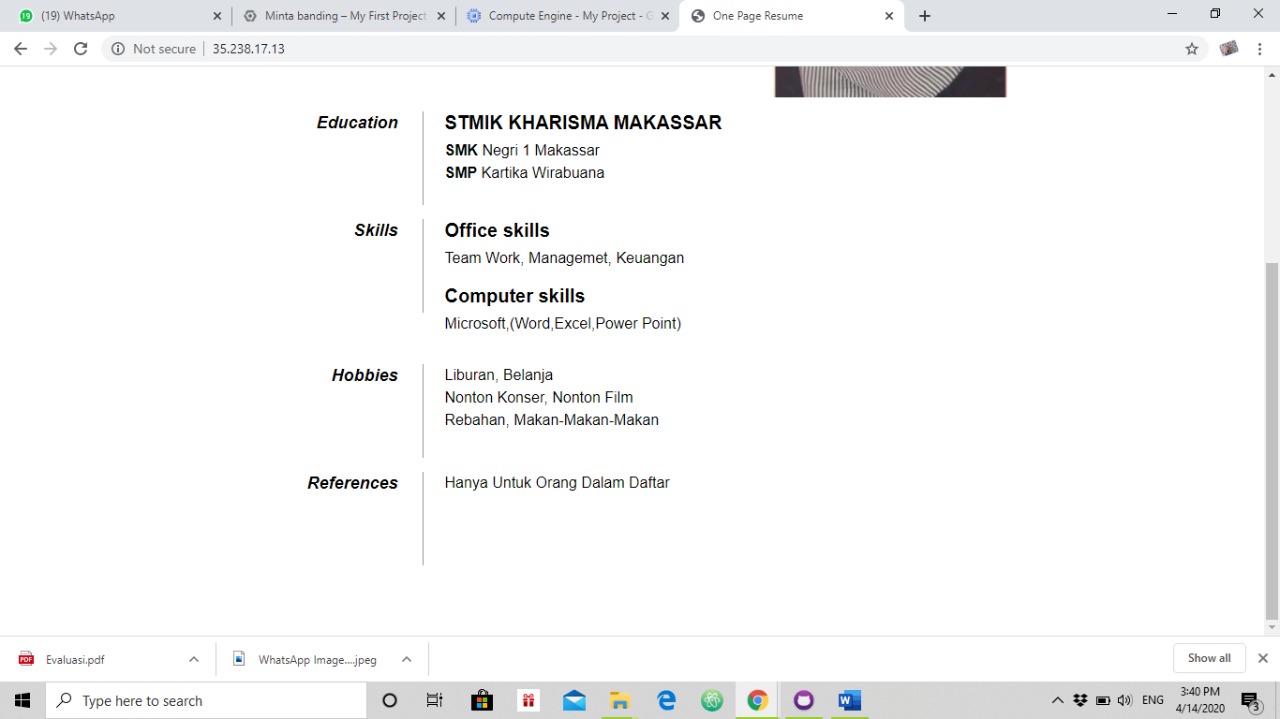 (19) WhatsApp
Minta banding – My First Project
Compute Engine - My Project - G
One Page Resume
Not secure
35.238.17.13
Education
STMIK KHARISMA MAKASSAR
SMK Negri 1 Makassar
SMP Kartika Wirabuana
Skills
Office skills
Team Work, Managemet, Keuangan
Computer skills
Microsoft,(Word,Excel,Power Point)
Hobbies
Liburan, Belanja
Nonton Konser, Nonton Film
Rebahan, Makan-Makan-Makan
References
Hanya Untuk Orang Dalam Daftar
PDF Evaluasi.pdf
WhatsApp Image....jpeg
Show all
Type here to search
ENG
3:40 PM
4/14/2020
3